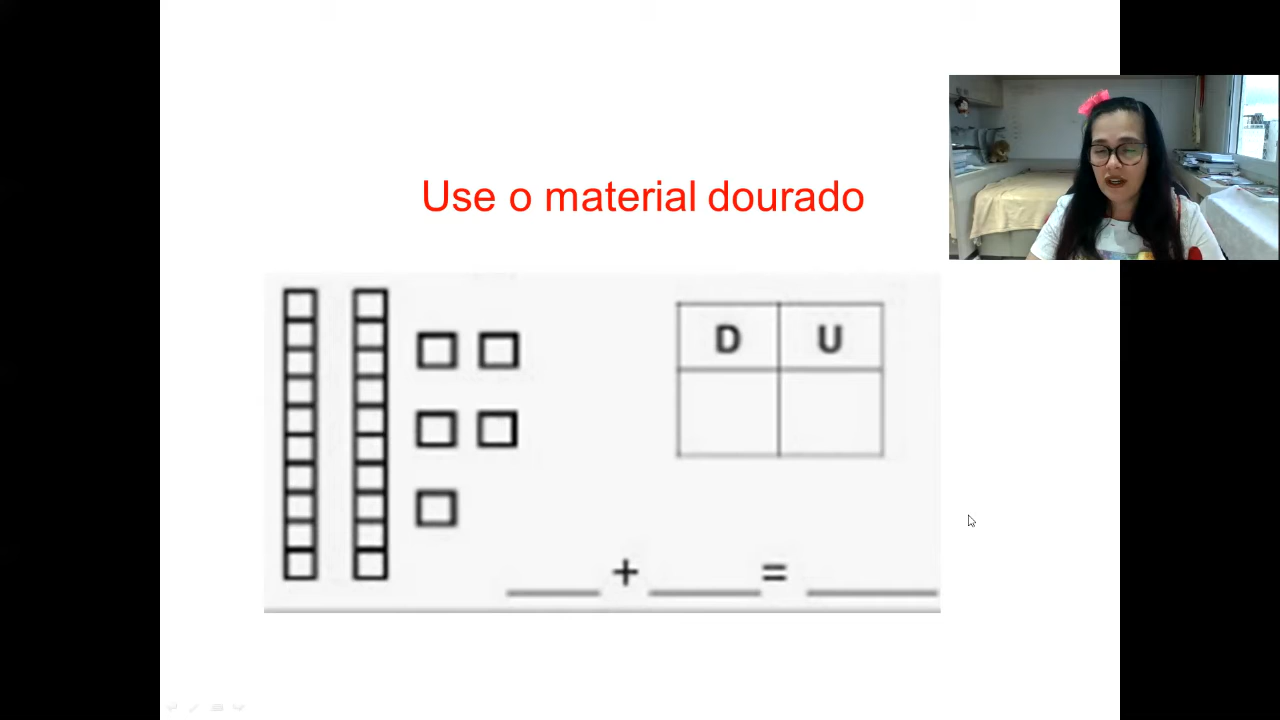 Use o material dourado
D U
+ =